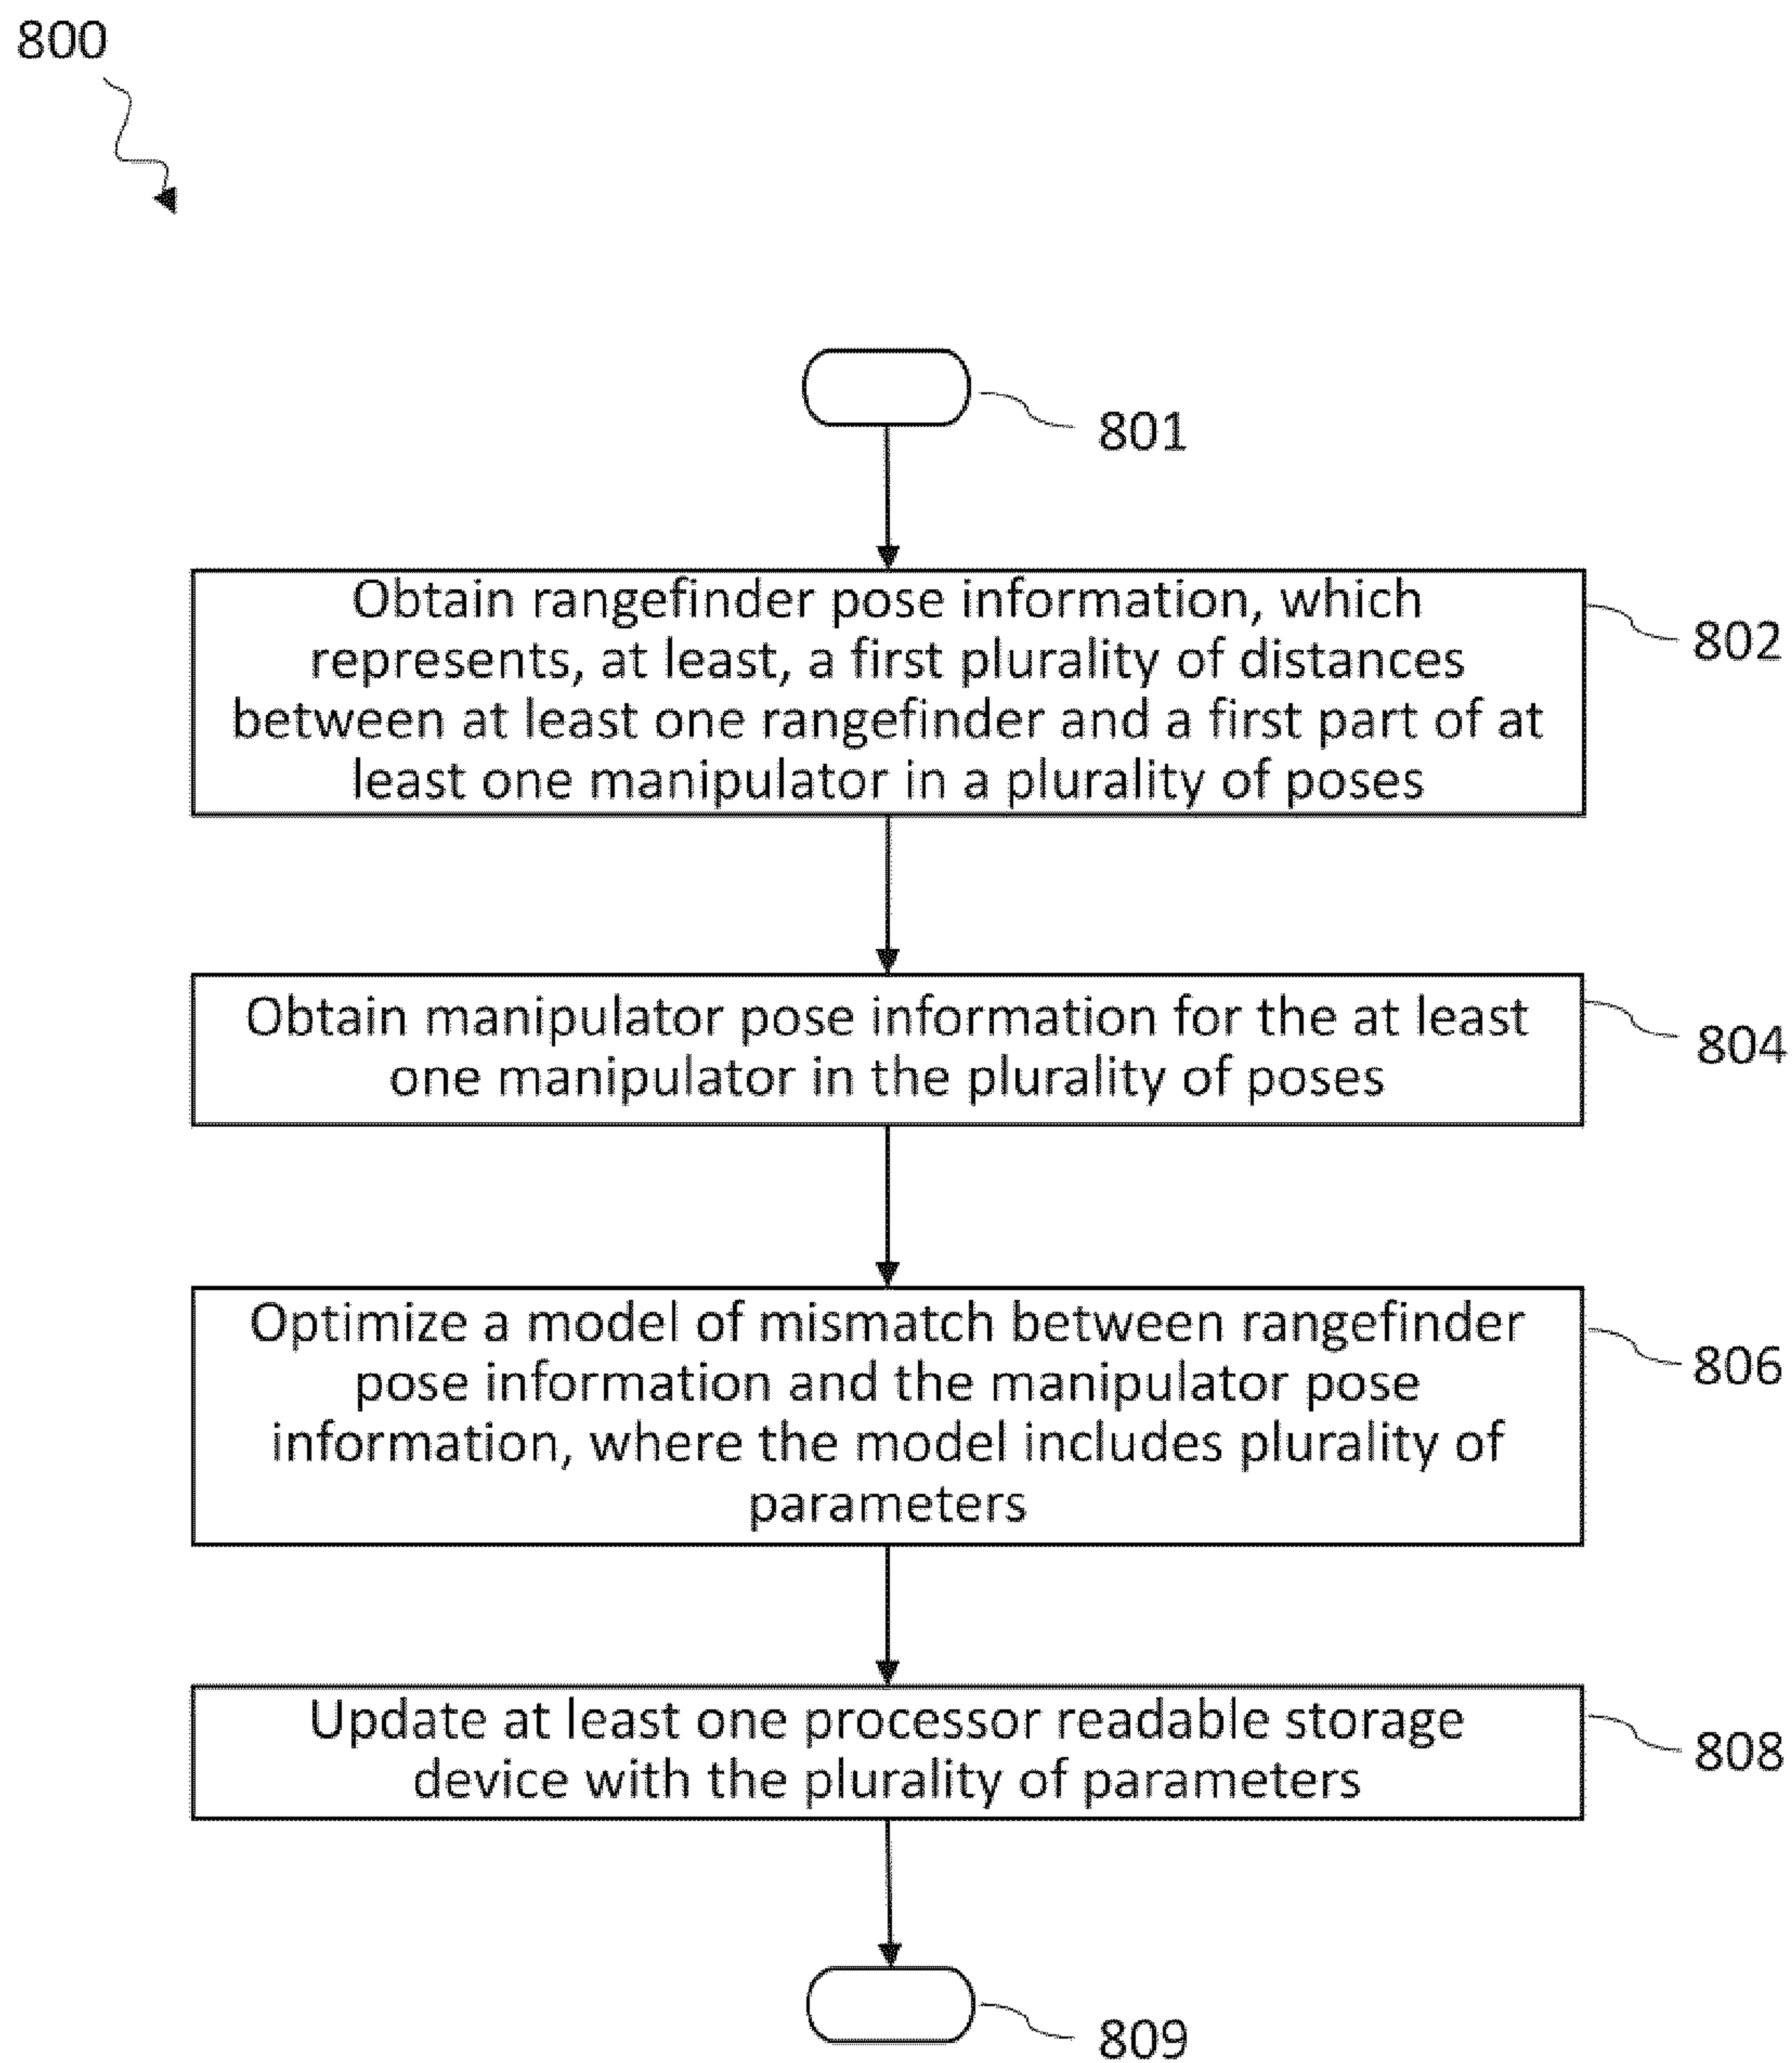 800
801
Obtain rangefinder pose information, which
represents, at least, a first plurality of distances
between at least one rangefinder and a first part of at
least one manipulator in a plurality of poses
802
Obtain manipulator pose information for the at least
one manipulator in the plurality of poses
804
Optimize a model of mismatch between rangefinder
pose information and the manipulator pose
information, where the model includes plurality of
parameters
806
Update at least one processor readable storage
device with the plurality of parameters
808
809